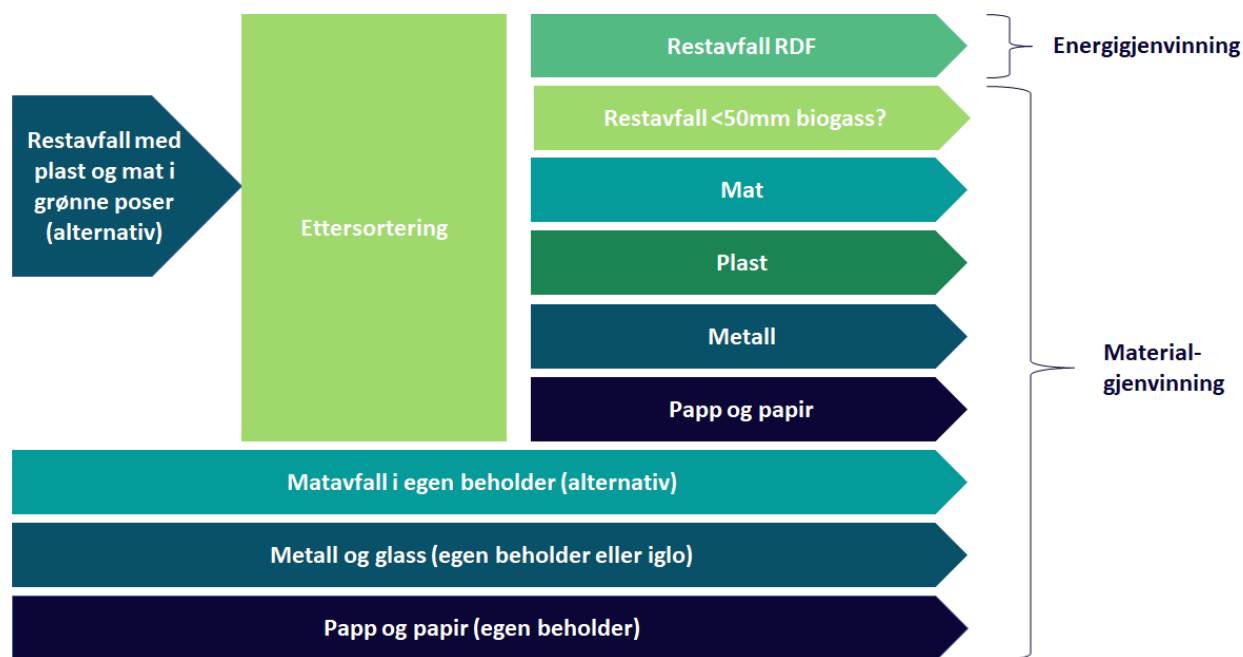 Restavfall med
plast og mat i
grønne poser
(alternativ)
Ettersortering
Restavfall RDF
Restavfall <50mm biogass?
Mat
Plast
Metall
Papp og papir
Matavfall i egen beholder (alternativ)
Metall og glass (egen beholder eller iglo)
Papp og papir (egen beholder)
Energigjenvinning
Material-
gjenvinning